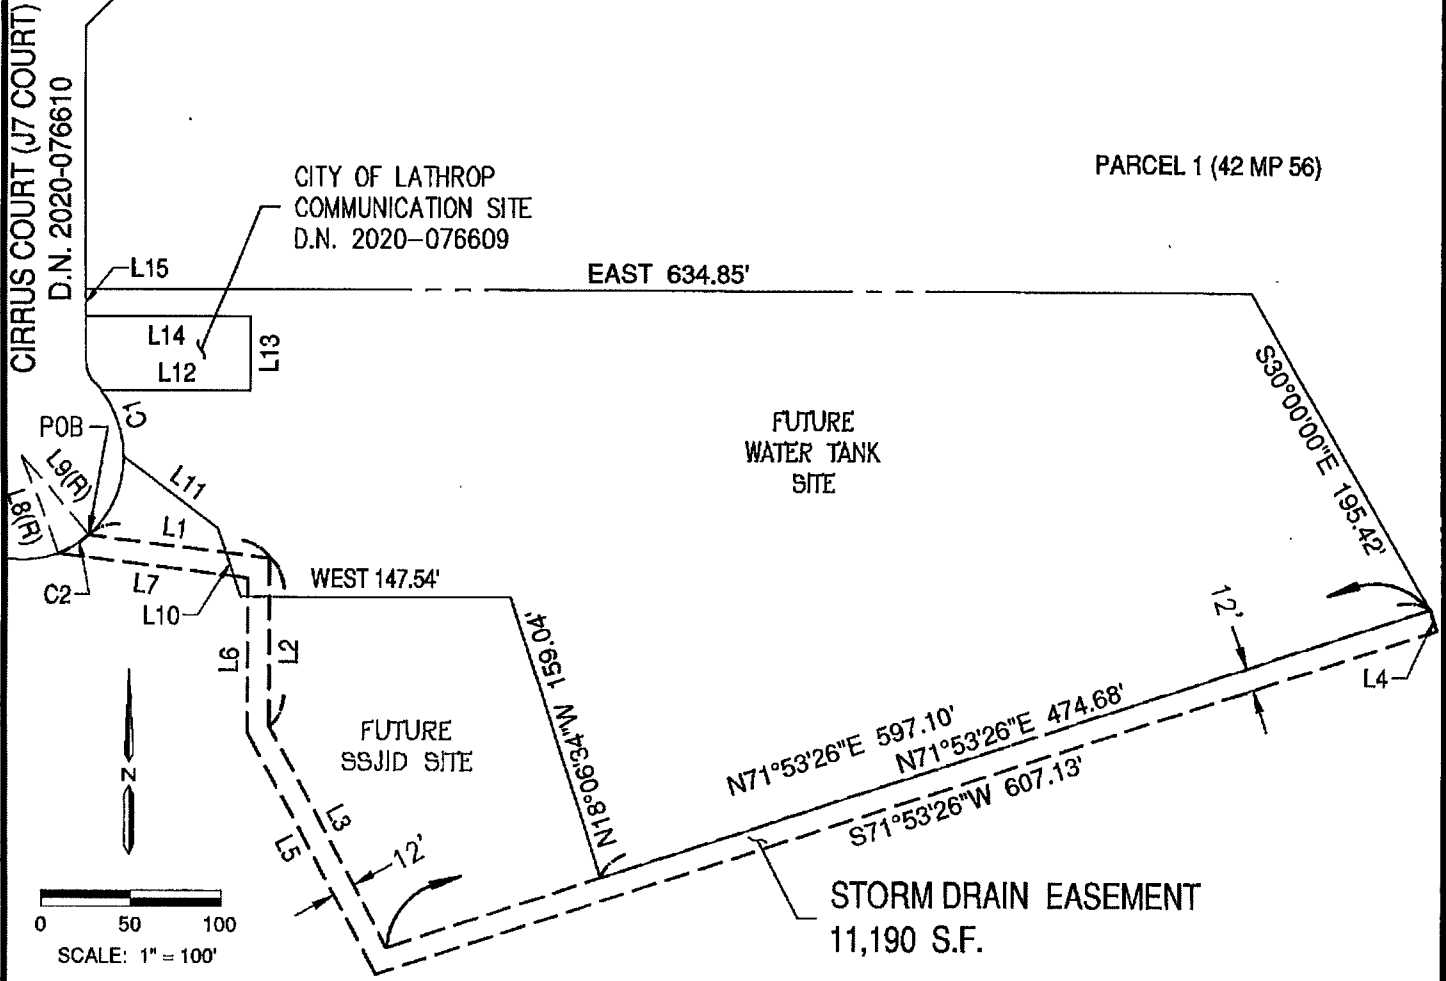 CIRRUS COURT (J7 COURT)
D.N. 2020-076610
CITY OF LATHROP
COMMUNICATION SITE
D.N. 2020-076609
PARCEL 1 (42 MP 56)
L15
EAST 634.85'
L14
L12
L13
C1
POB
L9(R)
L8(R)
L11
L1
L7
C2
L10
WEST 147.54'
FUTURE
WATER TANK
SITE
S30°00'00"E 195.42'
12'
L4
L6
L2
N18°06'34"W 159.04'
FUTURE
SSJID SITE
N71°53'26"E 597.10'
N71°53'26"E 474.68'
S71°53'26"W 607.13'
L3
L5
12'
N
STORM DRAIN EASEMENT
11,190 S.F.
0 50 100
SCALE: 1" = 100'